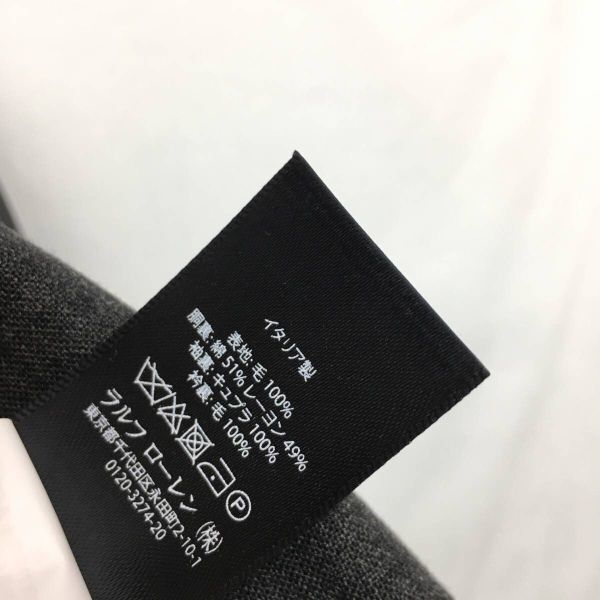 イタリア製
表地: 毛 100%
胴裏: 綿 51% レーヨン 49%
袖裏: キュプラ 100%
衿裏: 毛 100%
P
ラルフ ローレン (株)
東京都千代田区永田町2-10-1
0120-3274-20